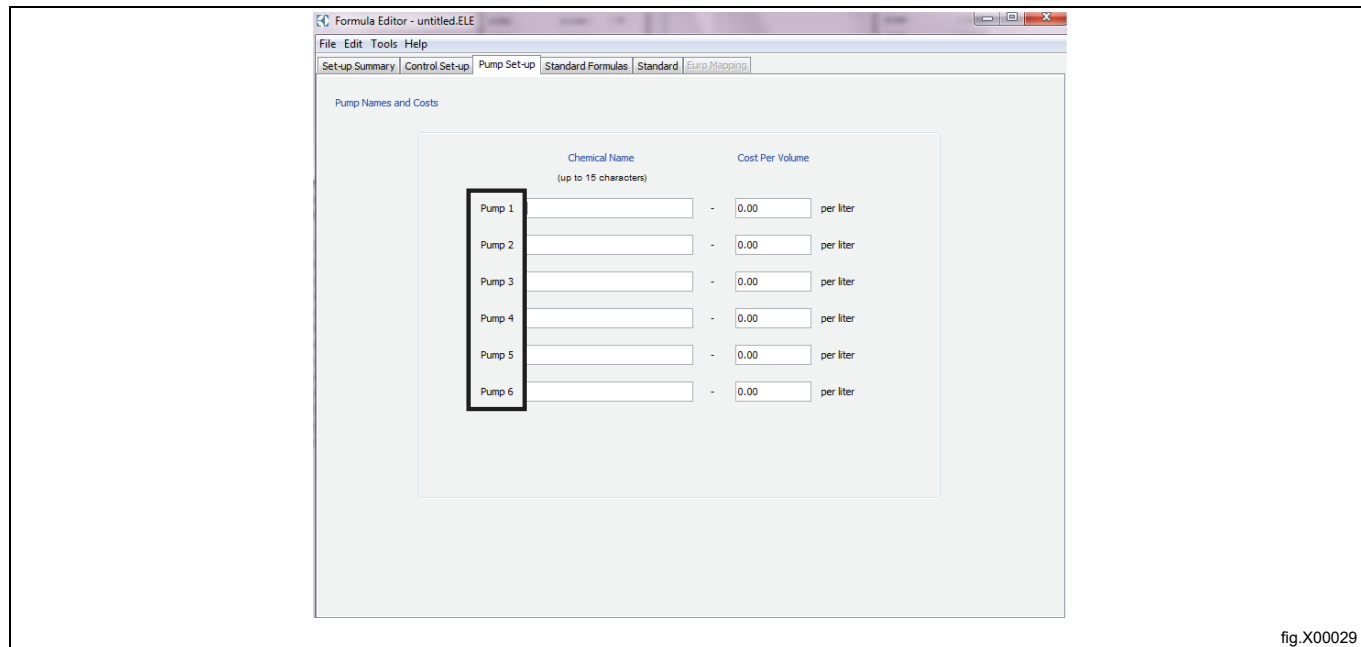 Formula Editor - untitled.ELE
File Edit Tools Help
Set-up Summary Control Set-up Pump Set-up Standard Formulas Standard Euro Mapping
Pump Names and Costs
Chemical Name Cost Per Volume
(up to 15 characters)
Pump 1 - 0.00 per liter
Pump 2 - 0.00 per liter
Pump 3 - 0.00 per liter
Pump 4 - 0.00 per liter
Pump 5 - 0.00 per liter
Pump 6 - 0.00 per liter
fig.X00029